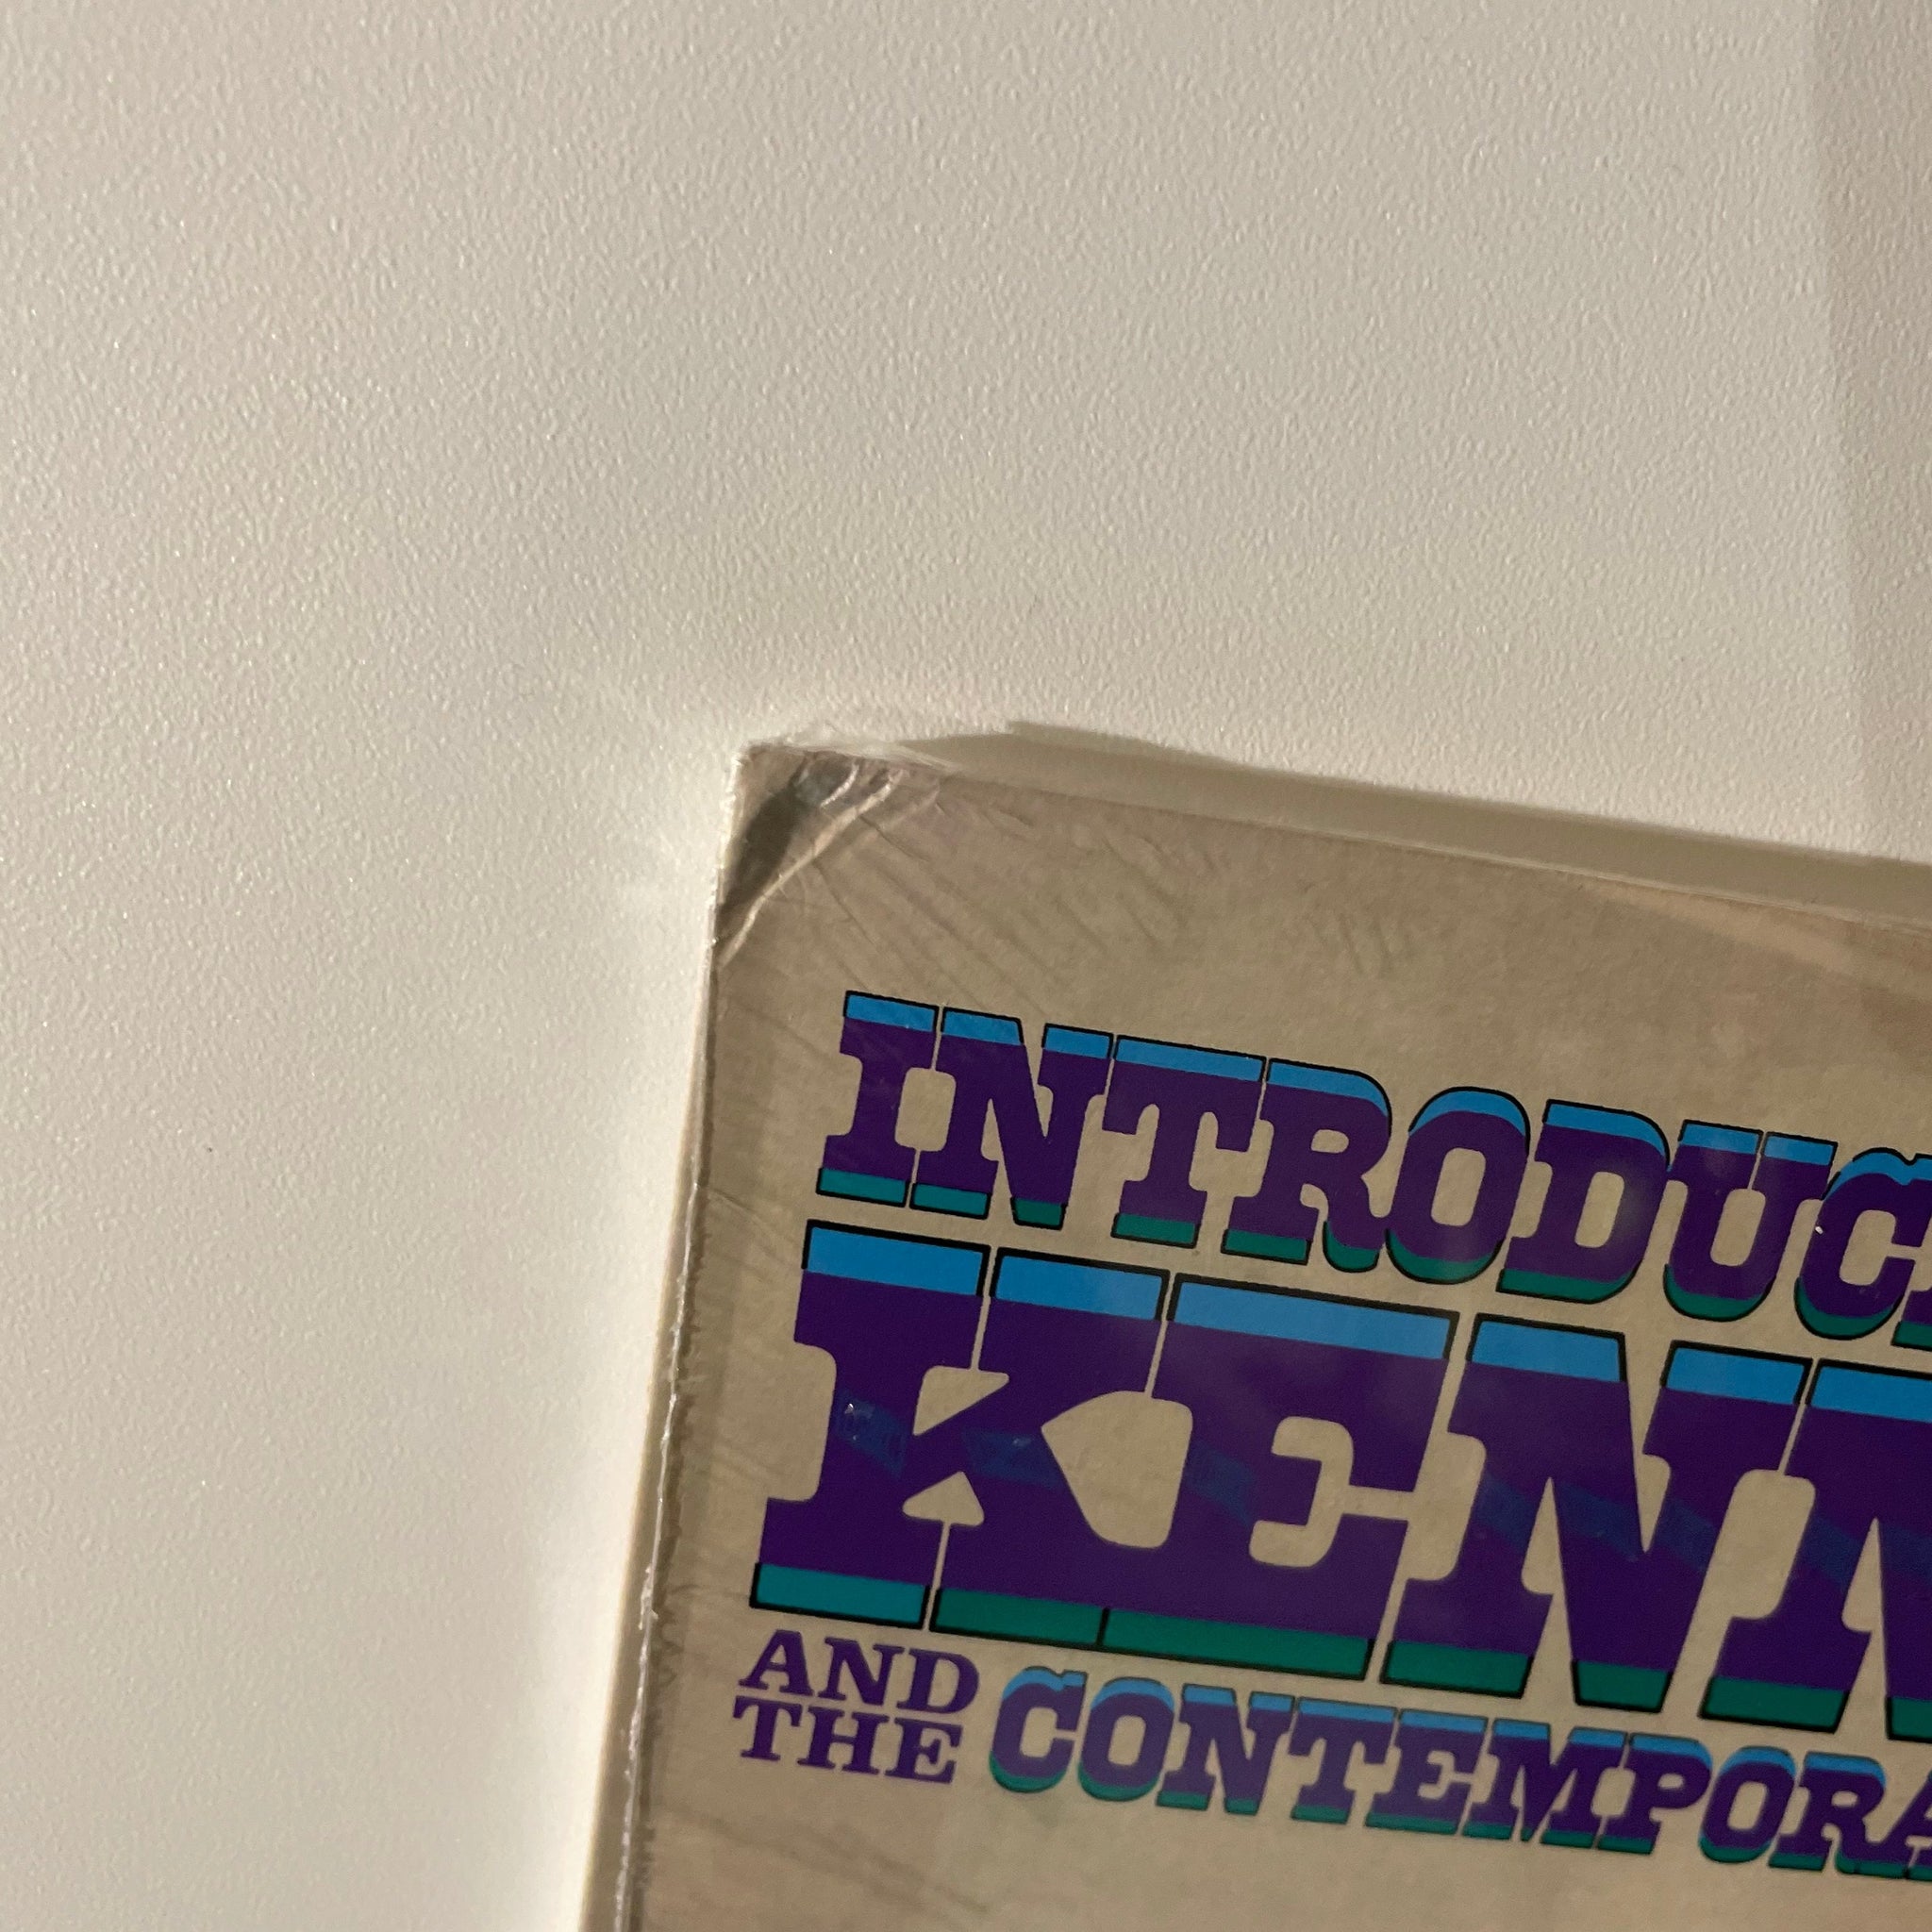 INTRODUC
KENN
AND THE CONTEMPORA